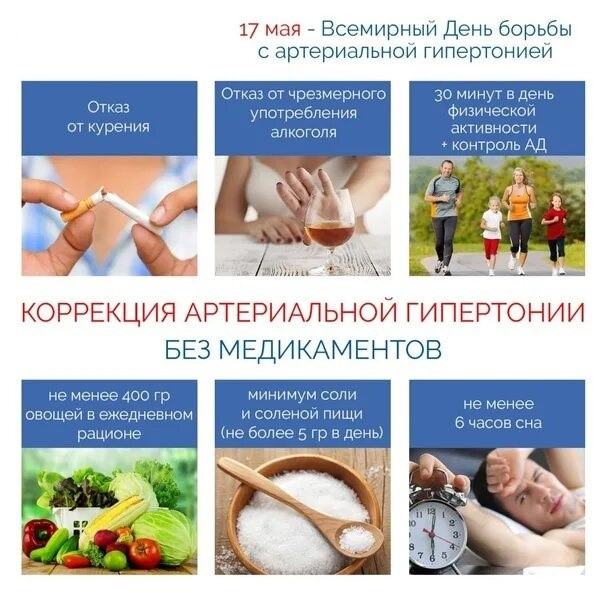 17 мая - Всемирный День борьбы
с артериальной гипертонией
Отказ
от курения
Отказ от чрезмерного
употребления
алкоголя
30 минут в день
физической
активности
+ контроль АД
КОРРЕКЦИЯ АРТЕРИАЛЬНОЙ ГИПЕРТОНИИ
БЕЗ МЕДИКАМЕНТОВ
не менее 400 гр
овощей в ежедневном
рационе
минимум соли
и соленой пищи
(не более 5 гр в день)
не менее
6 часов сна